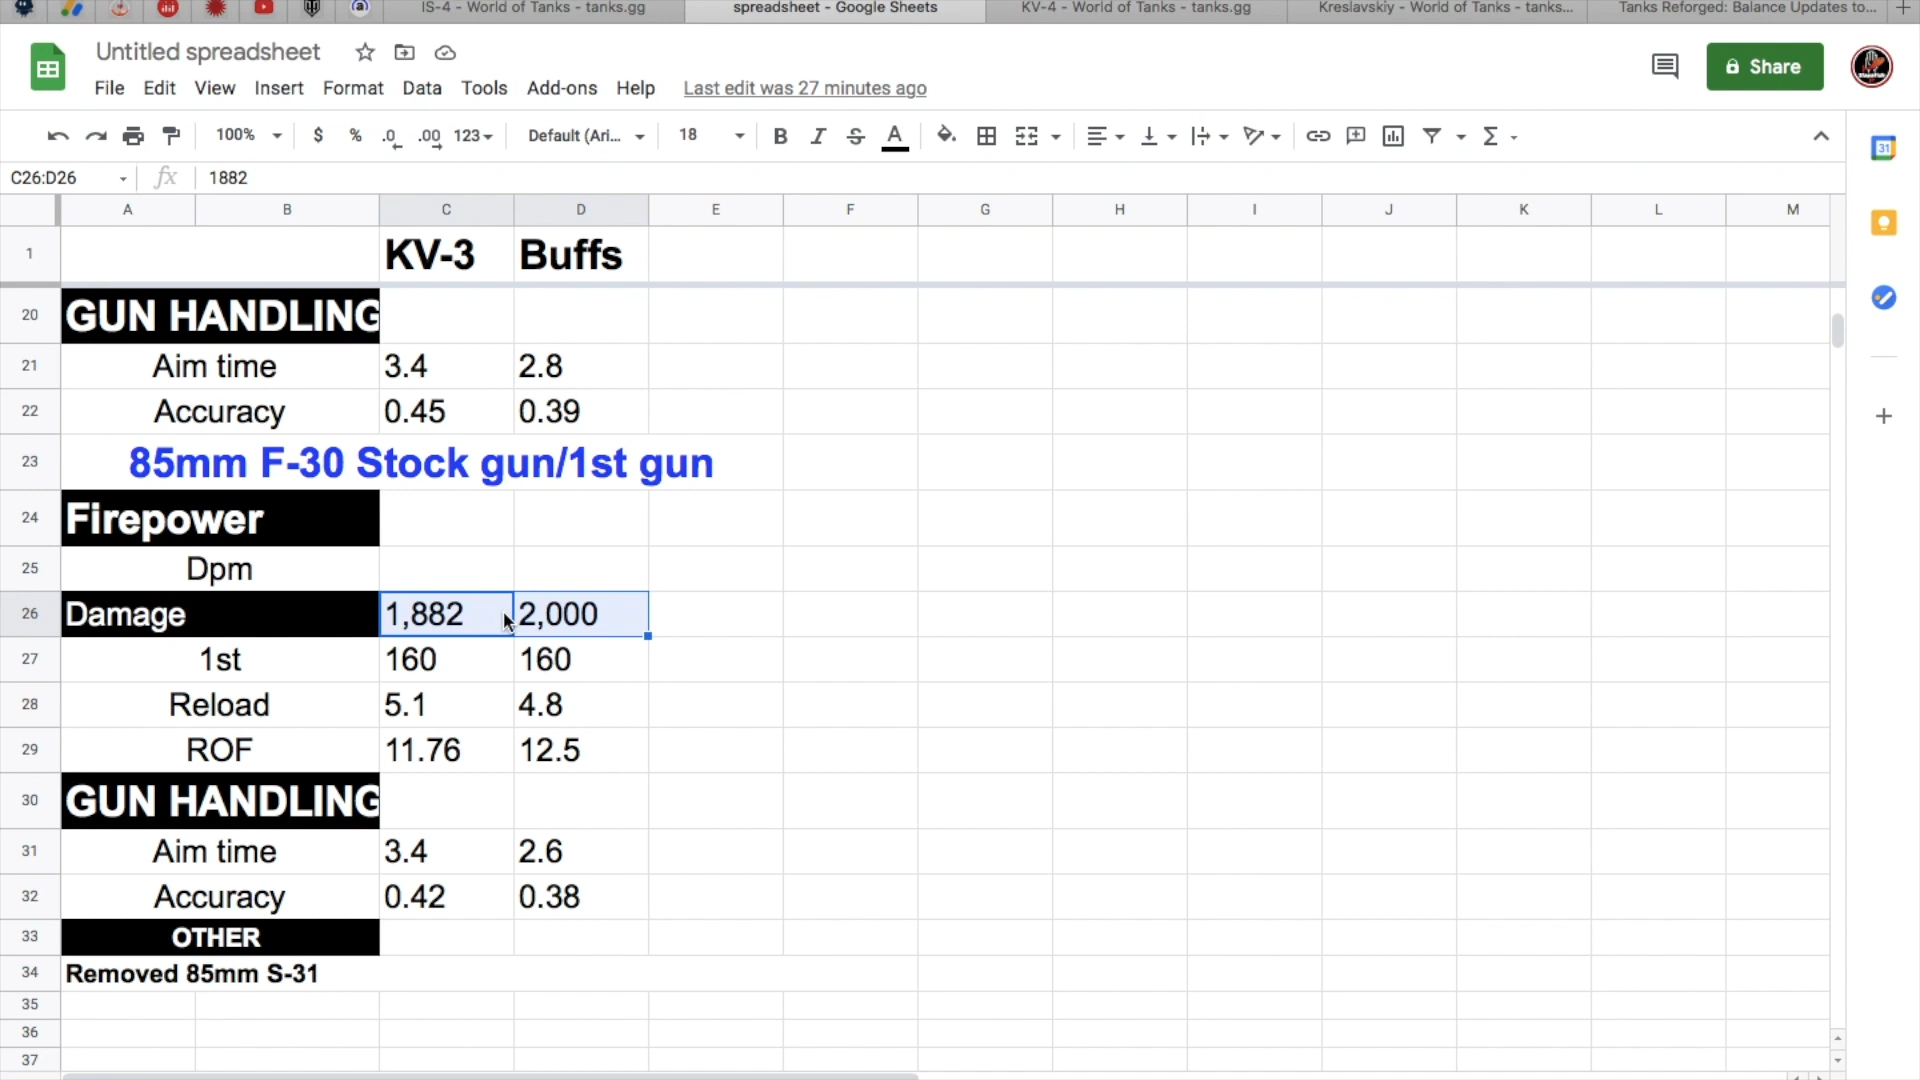 IS-4 - World of Tanks - tanks.gg
spreadsheet - Google Sheets
KV-4 - World of Tanks - tanks.gg
Kreslavskiy - World of Tanks - tanks...
Tanks Reforged: Balance Updates to...
Untitled spreadsheet
Share
File Edit View Insert Format Data Tools Add-ons Help Last edit was 27 minutes ago
100% $ % .0 .00 123 Default (Ari... 18 B I S A Σ
31
C26:D26 fx 1882
A B C D E F G H I J K L M
1 KV-3 Buffs
20 GUN HANDLING
21 Aim time 3.4 2.8
22 Accuracy 0.45 0.39
23 85mm F-30 Stock gun/1st gun
24 Firepower
25 Dpm
26 Damage 1,882 2,000
27 1st 160 160
28 Reload 5.1 4.8
29 ROF 11.76 12.5
30 GUN HANDLING
31 Aim time 3.4 2.6
32 Accuracy 0.42 0.38
33 OTHER
34 Removed 85mm S-31
35
36
37